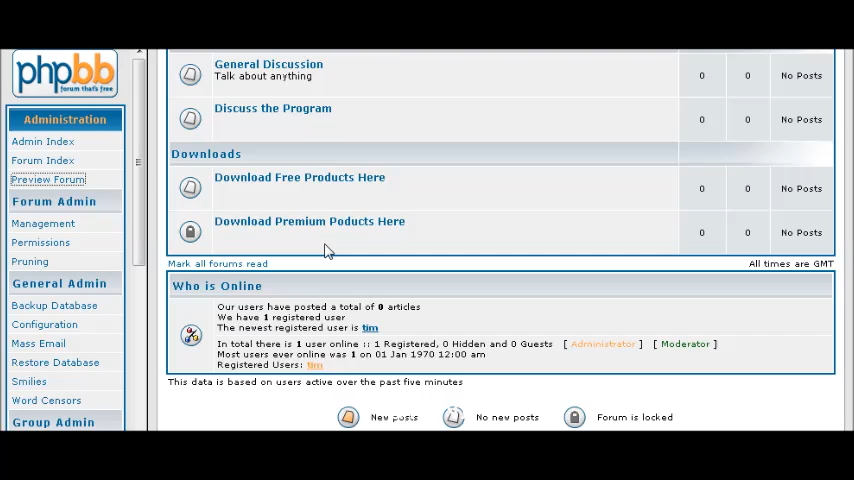 phpBB
forum that's free
Administration
Admin Index
Forum Index
Preview Forum
Forum Admin
Management
Permissions
Pruning
General Admin
Backup Database
Configuration
Mass Email
Restore Database
Smilies
Word Censors
Group Admin
General Discussion
Talk about anything
0 0 No Posts
Discuss the Program
0 0 No Posts
Downloads
Download Free Products Here
0 0 No Posts
Download Premium Poducts Here
0 0 No Posts
Mark all forums read
All times are GMT
Who is Online
Our users have posted a total of 0 articles
We have 1 registered user
The newest registered user is tim
In total there is 1 user online :: 1 Registered, 0 Hidden and 0 Guests [ Administrator ] [ Moderator ]
Most users ever online was 1 on 01 Jan 1970 12:00 am
Registered Users: tim
This data is based on users active over the past five minutes
New posts No new posts Forum is locked